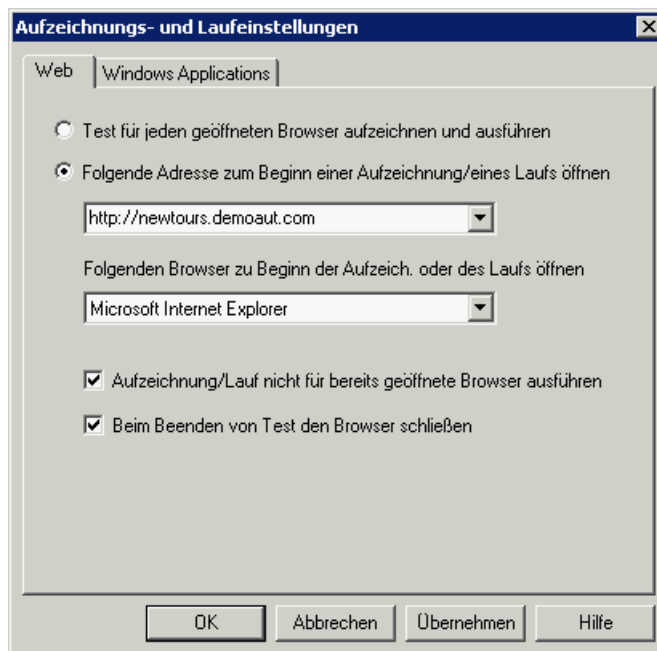 Aufzeichnungs- und Laufeinstellungen
Web
Windows Applications
Test für jeden geöffneten Browser aufzeichnen und ausführen
Folgende Adresse zum Beginn einer Aufzeichnung/eines Laufs öffnen
http://newtours.demoaut.com
Folgenden Browser zu Beginn der Aufzeich. oder des Laufs öffnen
Microsoft Internet Explorer
Aufzeichnung/Lauf nicht für bereits geöffnete Browser ausführen
Beim Beenden von Test den Browser schließen
OK
Abbrechen
Übernehmen
Hilfe